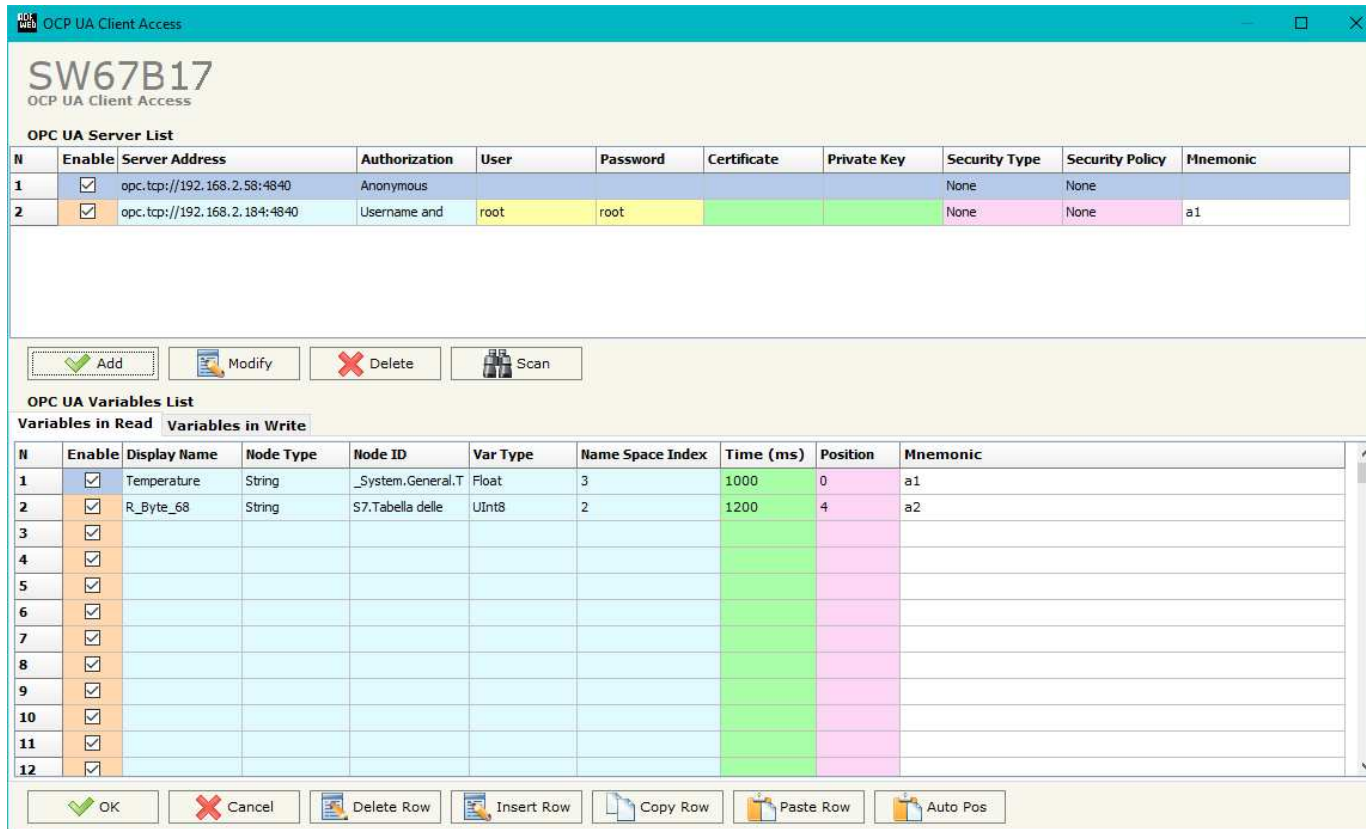 ADF WEB OCP UA Client Access
SW67B17
OCP UA Client Access
OPC UA Server List
N Enable Server Address Authorization User Password Certificate Private Key Security Type Security Policy Mnemonic
1 opc.tcp://192.168.2.58:4840 Anonymous None None
2 opc.tcp://192.168.2.184:4840 Username and root root None None a1
Add Modify Delete Scan
OPC UA Variables List
Variables in Read Variables in Write
N Enable Display Name Node Type Node ID Var Type Name Space Index Time (ms) Position Mnemonic
1 Temperature String _System.General.T Float 3 1000 0 a1
2 R_Byte_68 String S7.Tabella delle UInt8 2 1200 4 a2
3
4
5
6
7
8
9
10
11
12
OK Cancel Delete Row Insert Row Copy Row Paste Row Auto Pos